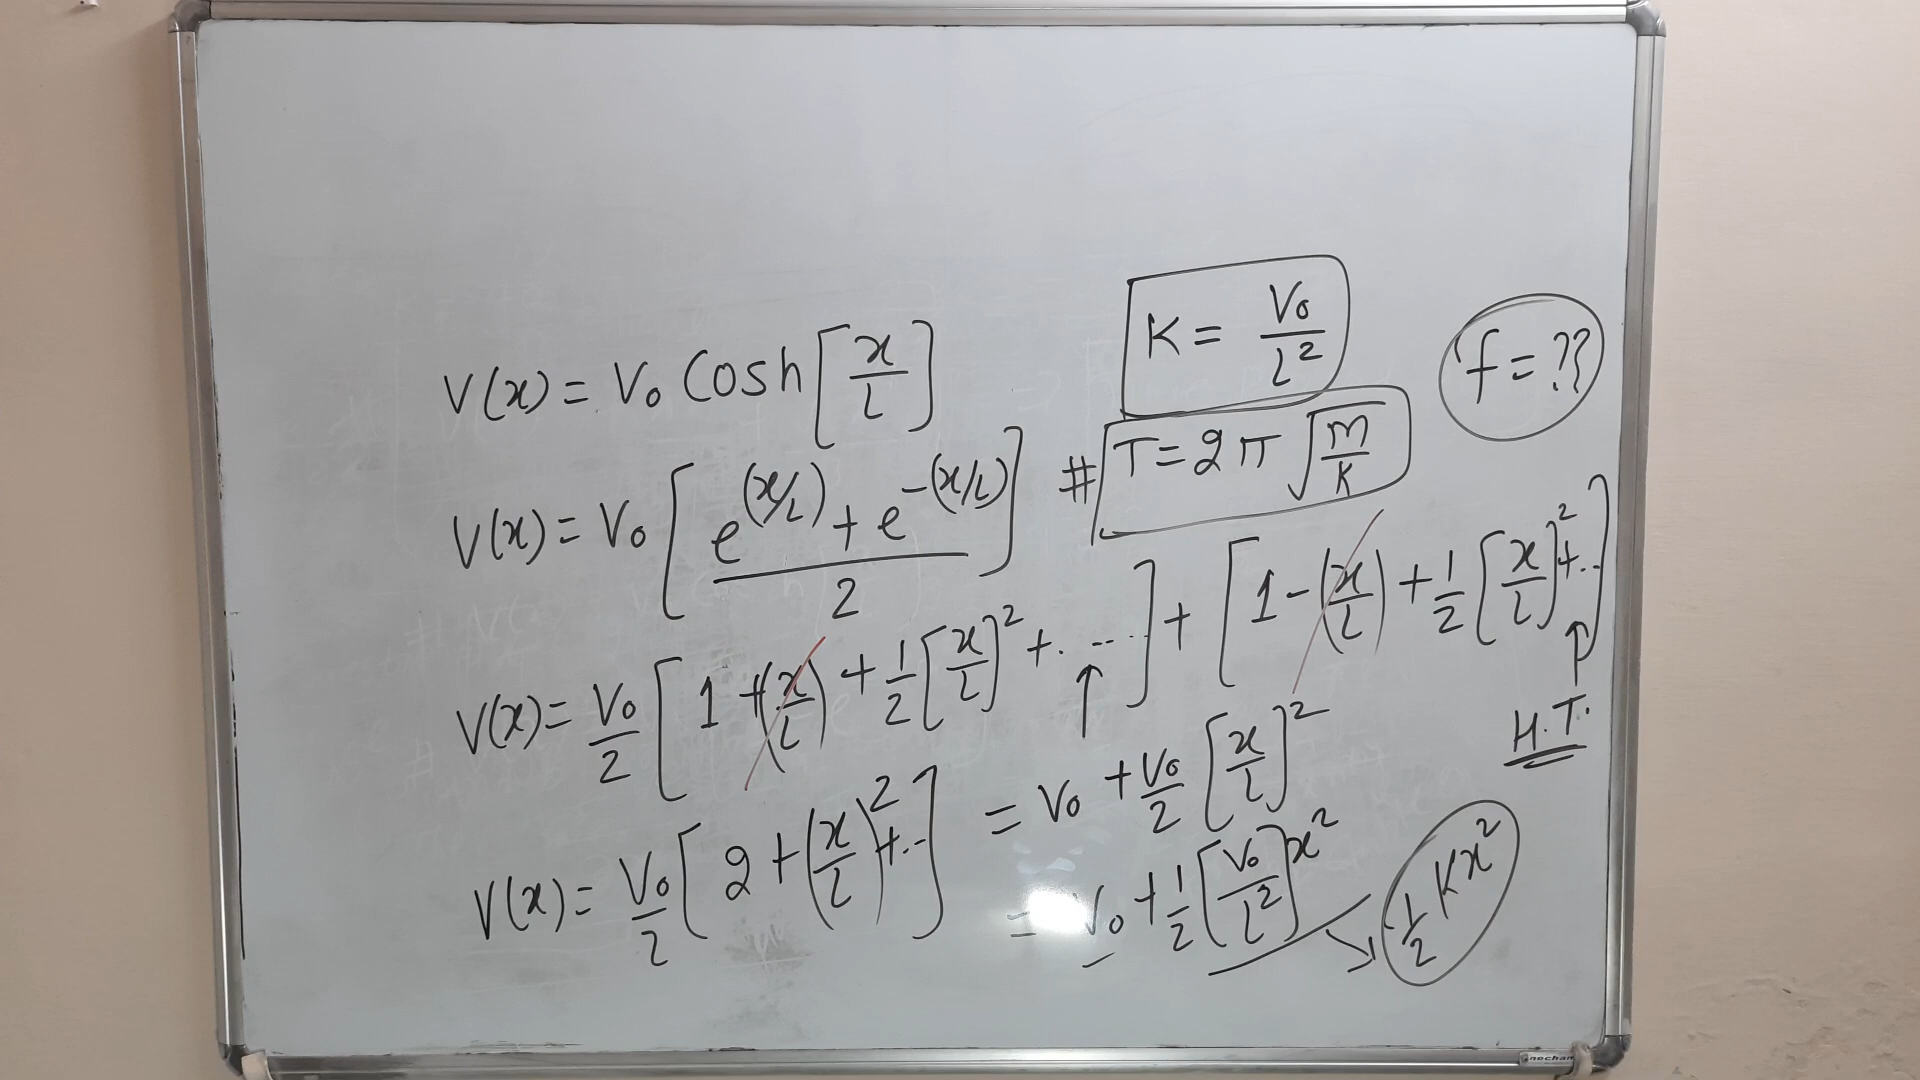 V(x) = V₀ Cosh [x/L]
K = V₀/L²
f = ??
V(x) = V₀ [(e^(x/L) + e^-(x/L))/2]
# T = 2π √(m/K)
V(x) = V₀/2 [1 + (x/L) + 1/2 [x/L]² + . ... ] + [1 - (x/L) + 1/2 [x/L]² + ..]
↑ ↑
H.T.
V(x) = V₀/2 [2 + (x/L)² + ..] = V₀ + V₀/2 [x/L]²
= V₀ + 1/2 [V₀/L²] x² → 1/2 Kx²